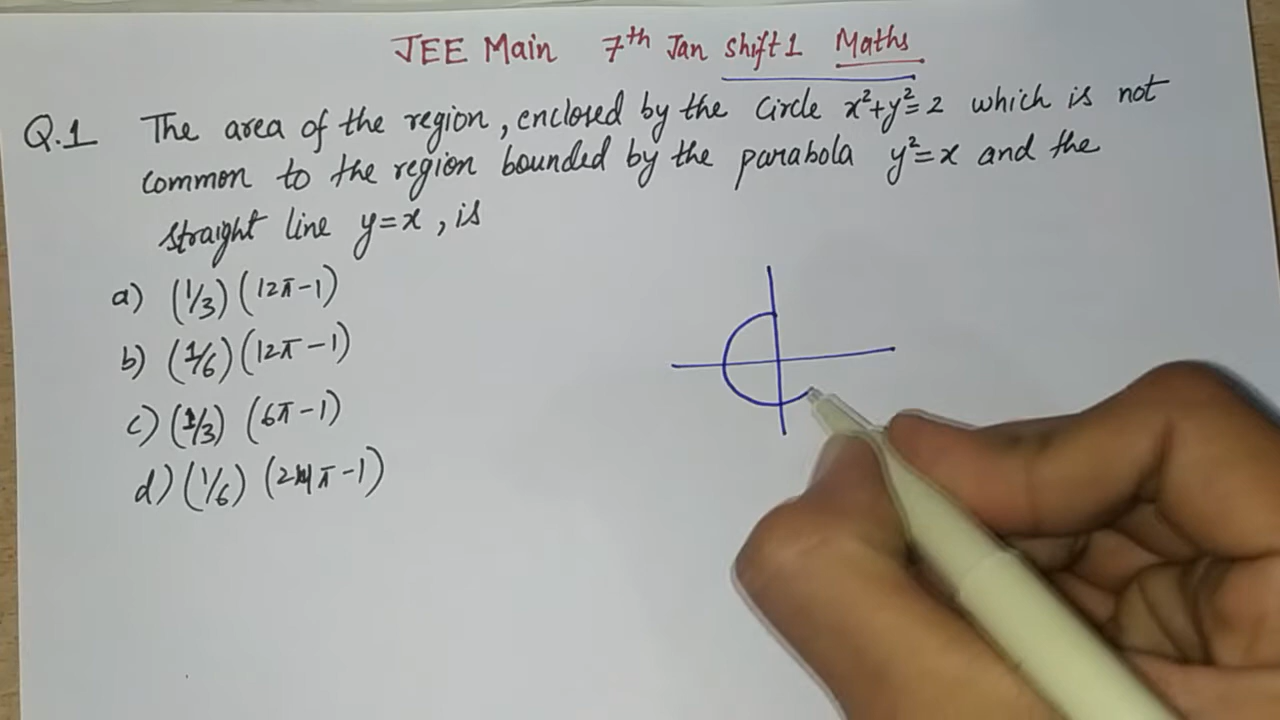 JEE Main 7th Jan Shift 1 Maths
Q.1 The area of the region, enclosed by the Circle x²+y²=2 which is not
common to the region bounded by the parabola y²=x and the
straight line y=x, is
a) (1/3) (12π-1)
b) (1/6) (12π-1)
c) (1/3) (6π-1)
d) (1/6) (24π-1)